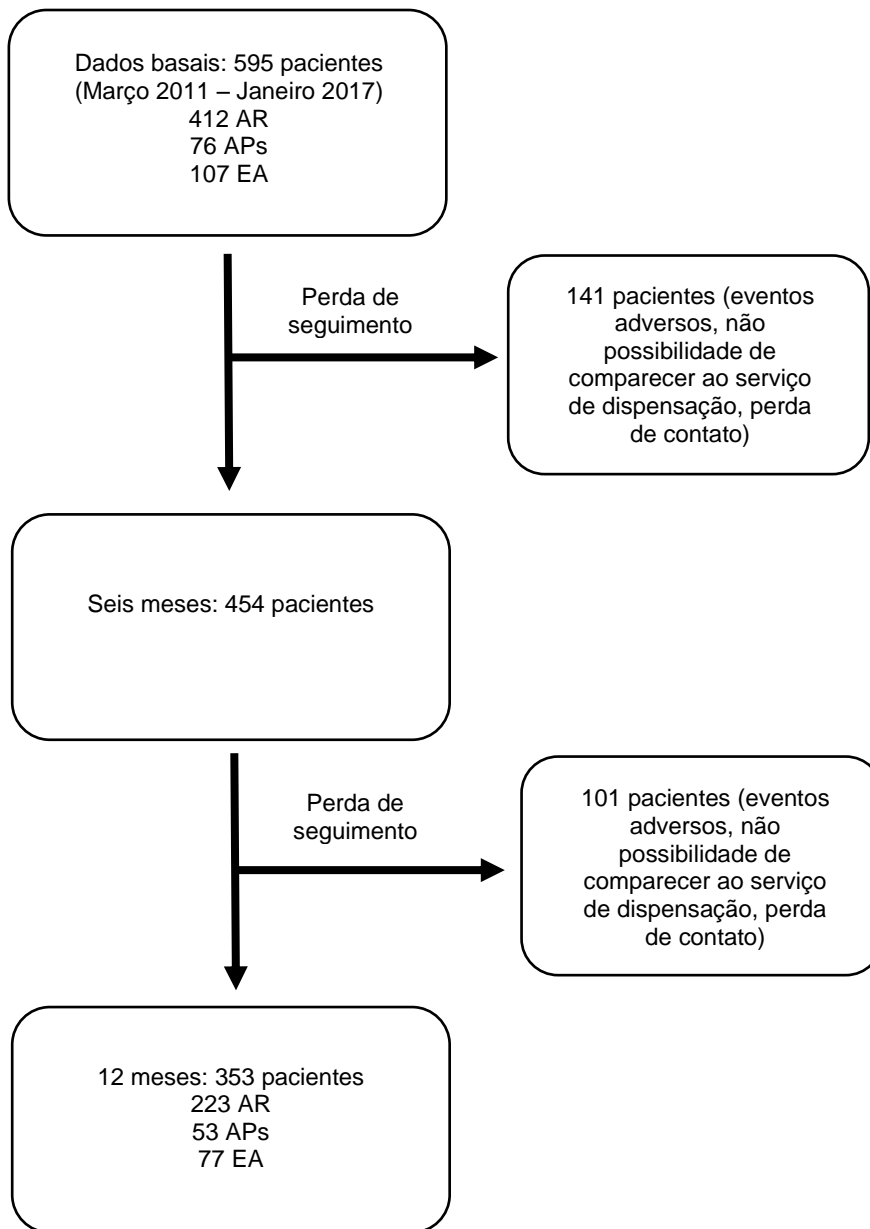 Dados basais: 595 pacientes
(Março 2011 – Janeiro 2017)
412 AR
76 APs
107 EA
Perda de
seguimento
141 pacientes (eventos
adversos, não
possibilidade de
comparecer ao serviço
de dispensação, perda
de contato)
Seis meses: 454 pacientes
Perda de
seguimento
101 pacientes (eventos
adversos, não
possibilidade de
comparecer ao serviço
de dispensação, perda
de contato)
12 meses: 353 pacientes
223 AR
53 APs
77 EA